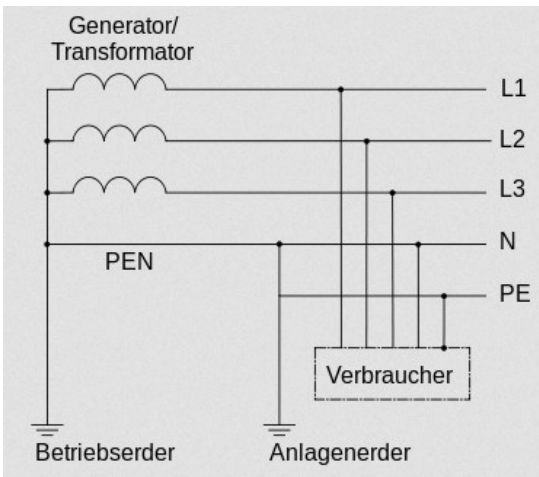 Generator/
Transformator
L1
L2
L3
N
PEN
PE
Verbraucher
Betriebserder
Anlagenerder